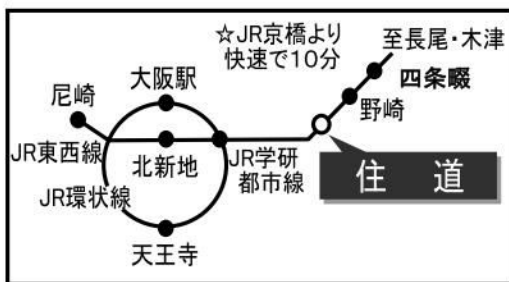 ☆JR京橋より
快速で10分
至長尾・木津
四条畷
野崎
大阪駅
尼崎
JR東西線
北新地
JR学研
都市線
JR環状線
住道
天王寺